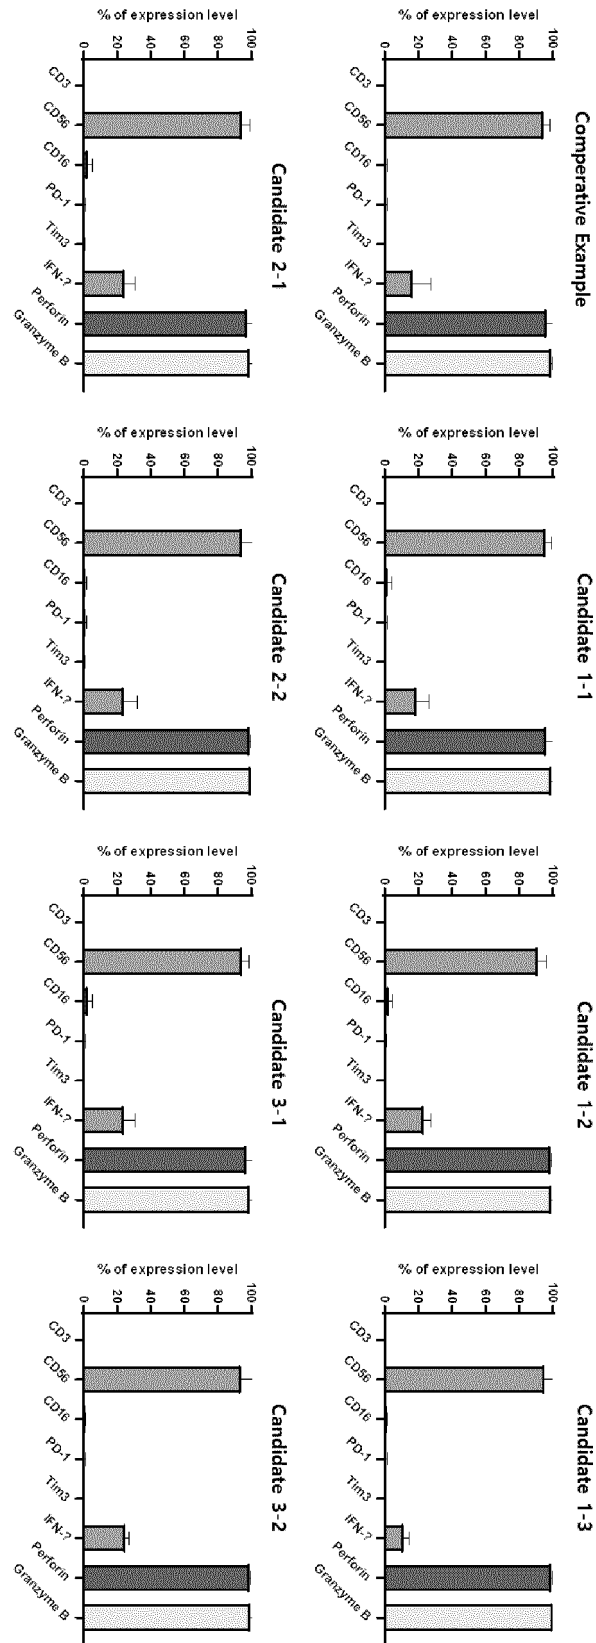 Comperative Example
% of expression level
0 20 40 60 80 100
CD3 CD56 CD16 PD-1 Tim3 IFN-? Perforin Granzyme B
Candidate 1-1
% of expression level
0 20 40 60 80 100
CD3 CD56 CD16 PD-1 Tim3 IFN-? Perforin Granzyme B
Candidate 1-2
% of expression level
0 20 40 60 80 100
CD3 CD56 CD16 PD-1 Tim3 IFN-? Perforin Granzyme B
Candidate 1-3
% of expression level
0 20 40 60 80 100
CD3 CD56 CD16 PD-1 Tim3 IFN-? Perforin Granzyme B
Candidate 2-1
% of expression level
0 20 40 60 80 100
CD3 CD56 CD16 PD-1 Tim3 IFN-? Perforin Granzyme B
Candidate 2-2
% of expression level
0 20 40 60 80 100
CD3 CD56 CD16 PD-1 Tim3 IFN-? Perforin Granzyme B
Candidate 3-1
% of expression level
0 20 40 60 80 100
CD3 CD56 CD16 PD-1 Tim3 IFN-? Perforin Granzyme B
Candidate 3-2
% of expression level
0 20 40 60 80 100
CD3 CD56 CD16 PD-1 Tim3 IFN-? Perforin Granzyme B